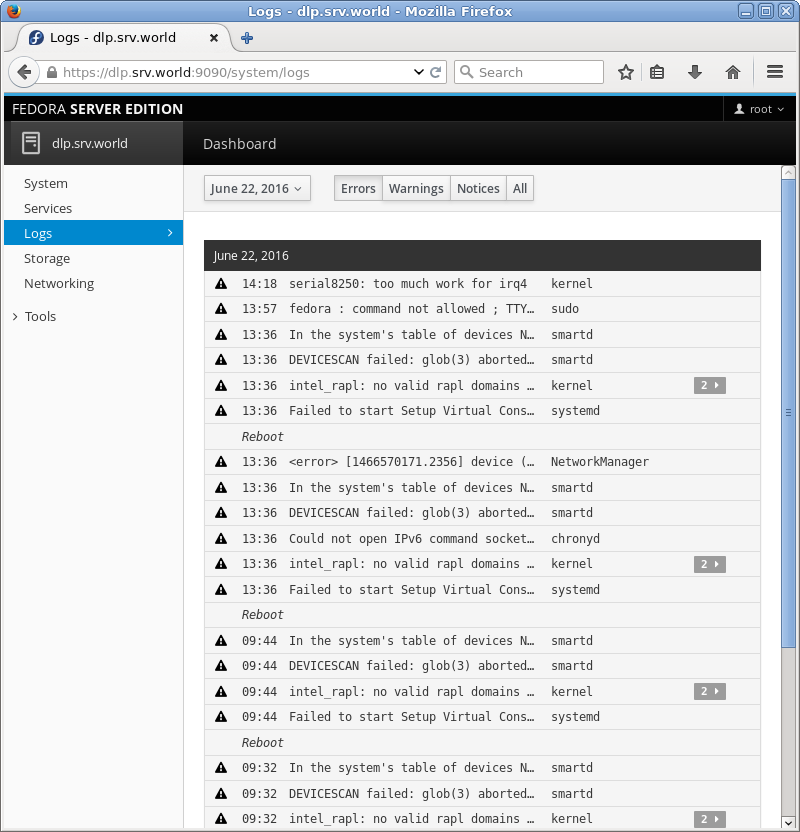 Logs - dlp.srv.world - Mozilla Firefox
Logs - dlp.srv.world
https://dlp.srv.world:9090/system/logs
Search
FEDORA SERVER EDITION
root
dlp.srv.world
Dashboard
System
Services
Logs
Storage
Networking
Tools
June 22, 2016
Errors Warnings Notices All
June 22, 2016
14:18 serial8250: too much work for irq4 kernel
13:57 fedora : command not allowed ; TTY… sudo
13:36 In the system's table of devices N… smartd
13:36 DEVICESCAN failed: glob(3) aborted… smartd
13:36 intel_rapl: no valid rapl domains … kernel 2
13:36 Failed to start Setup Virtual Cons… systemd
Reboot
13:36 <error> [1466570171.2356] device (… NetworkManager
13:36 In the system's table of devices N… smartd
13:36 DEVICESCAN failed: glob(3) aborted… smartd
13:36 Could not open IPv6 command socket… chronyd
13:36 intel_rapl: no valid rapl domains … kernel 2
13:36 Failed to start Setup Virtual Cons… systemd
Reboot
09:44 In the system's table of devices N… smartd
09:44 DEVICESCAN failed: glob(3) aborted… smartd
09:44 intel_rapl: no valid rapl domains … kernel 2
09:44 Failed to start Setup Virtual Cons… systemd
Reboot
09:32 In the system's table of devices N… smartd
09:32 DEVICESCAN failed: glob(3) aborted… smartd
09:32 intel_rapl: no valid rapl domains … kernel 2